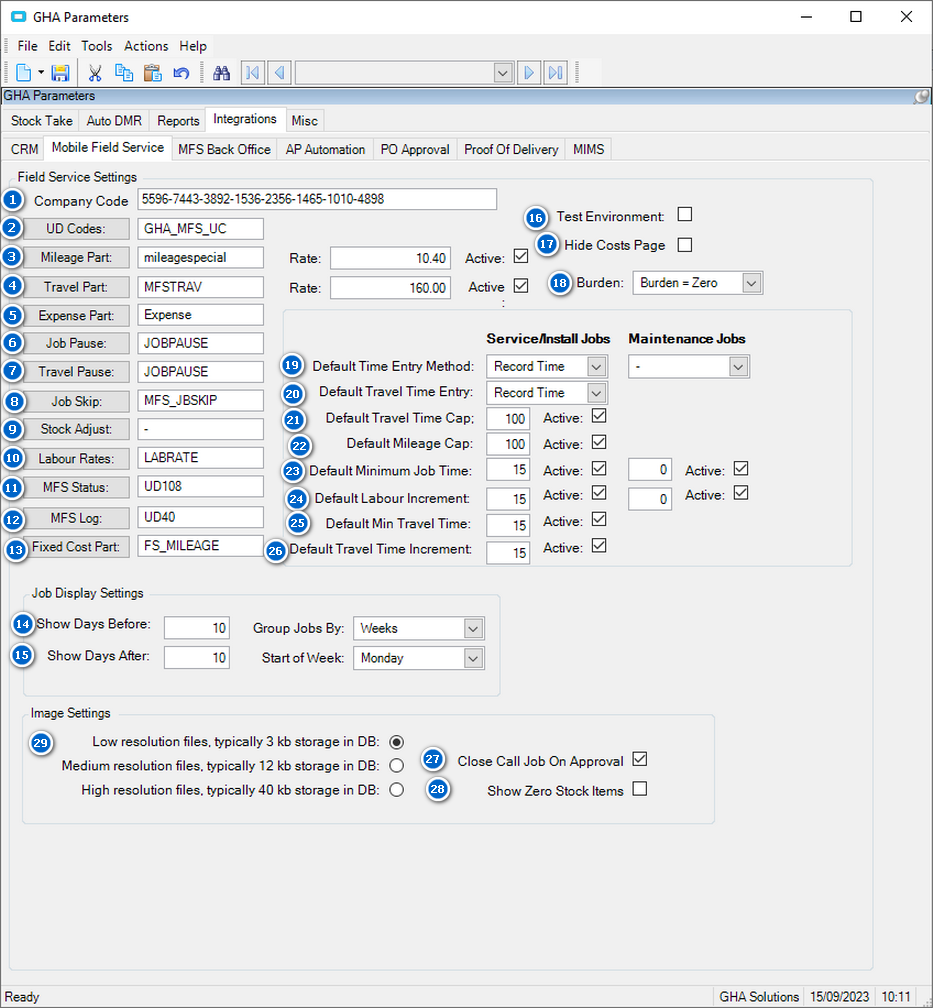 GHA Parameters
File Edit Tools Actions Help
GHA Parameters
Stock Take Auto DMR Reports Integrations Misc
CRM Mobile Field Service MFS Back Office AP Automation PO Approval Proof Of Delivery MIMS
Field Service Settings
1 Company Code 5596-7443-3892-1536-2356-1465-1010-4898
16 Test Environment:
2 UD Codes: GHA_MFS_UC
17 Hide Costs Page
3 Mileage Part: mileagespecial Rate: 10.40 Active:
4 Travel Part: MFSTRAV Rate: 160.00 Active :
18 Burden: Burden = Zero
5 Expense Part: Expense
6 Job Pause: JOBPAUSE
Service/Install Jobs Maintenance Jobs
7 Travel Pause: JOBPAUSE
19 Default Time Entry Method: Record Time -
8 Job Skip: MFS_JBSKIP
20 Default Travel Time Entry: Record Time
9 Stock Adjust: -
21 Default Travel Time Cap; 100 Active:
10 Labour Rates: LABRATE
22 Default Mileage Cap: 100 Active:
11 MFS Status: UD108
23 Default Minimum Job Time: 15 Active: 0 Active:
24 Default Labour Increment: 15 Active: 0 Active:
12 MFS Log: UD40
25 Default Min Travel Time: 15 Active:
13 Fixed Cost Part: FS_MILEAGE
26 Default Travel Time Increment: 15 Active:
Job Display Settings
14 Show Days Before: 10 Group Jobs By: Weeks
15 Show Days After: 10 Start of Week: Monday
Image Settings
29 Low resolution files, typically 3 kb storage in DB:
27 Close Call Job On Approval
Medium resolution files, typically 12 kb storage in DB:
28 Show Zero Stock Items
High resolution files, typically 40 kb storage in DB:
Ready GHA Solutions 15/09/2023 10:11